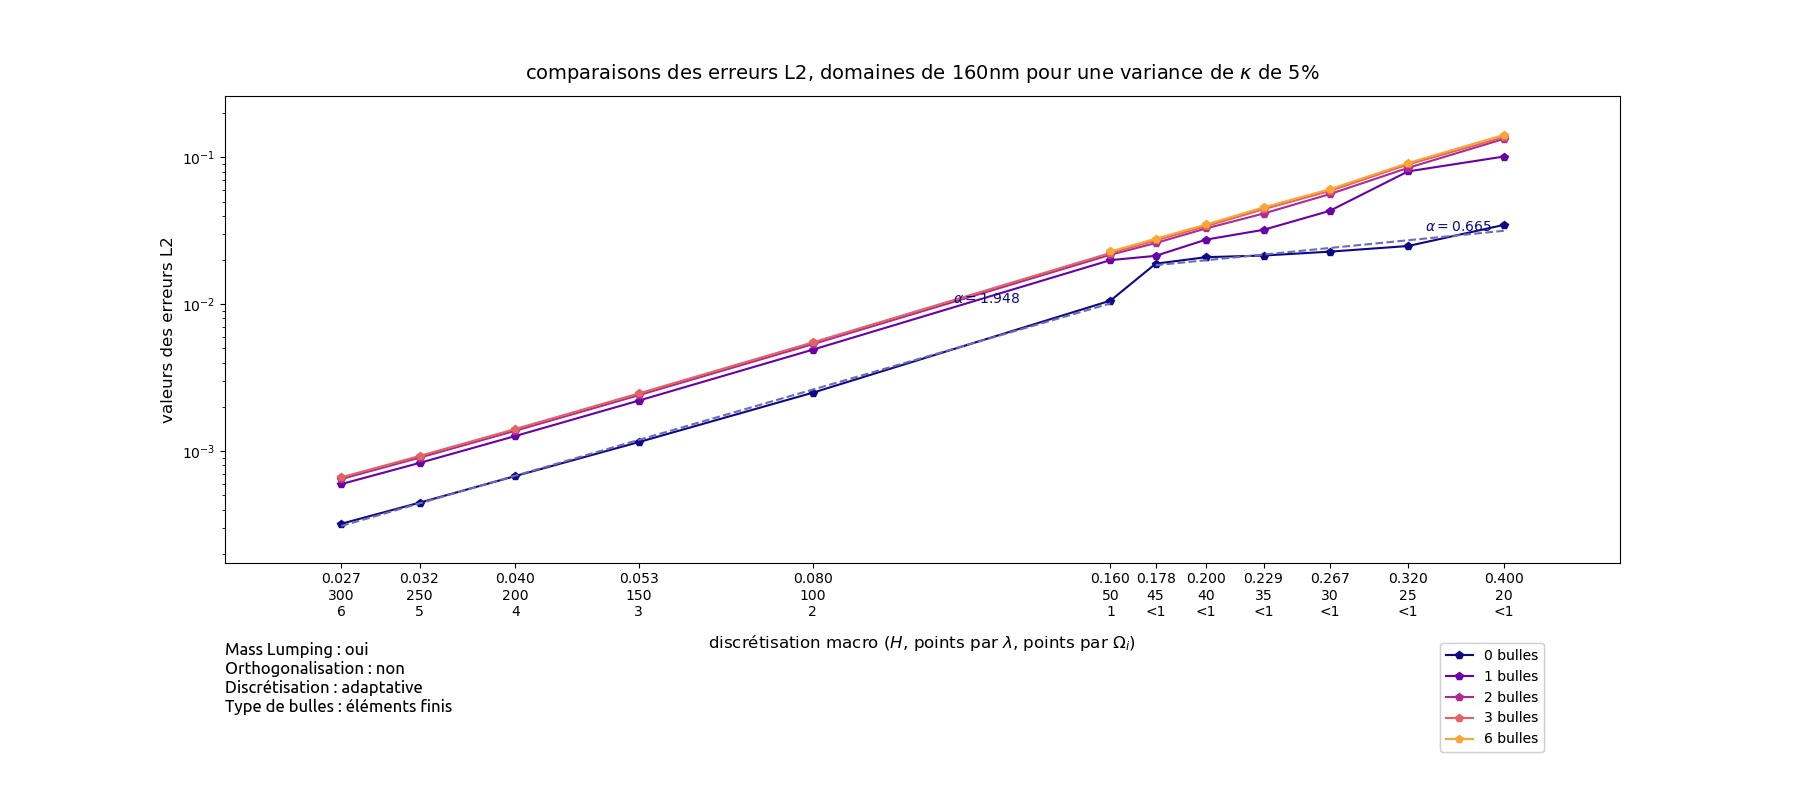 comparaisons des erreurs L2, domaines de 160nm pour une variance de κ de 5%
valeurs des erreurs L2
10⁻¹
10⁻²
10⁻³
α = 1.948
α = 0.665
0.027 0.032 0.040 0.053 0.080 0.160 0.178 0.200 0.229 0.267 0.320 0.400
300 250 200 150 100 50 45 40 35 30 25 20
6 5 4 3 2 1 <1 <1 <1 <1 <1 <1
discrétisation macro (H, points par λ, points par Ωᵢ)
Mass Lumping : oui
Orthogonalisation : non
Discrétisation : adaptative
Type de bulles : éléments finis
0 bulles
1 bulles
2 bulles
3 bulles
6 bulles